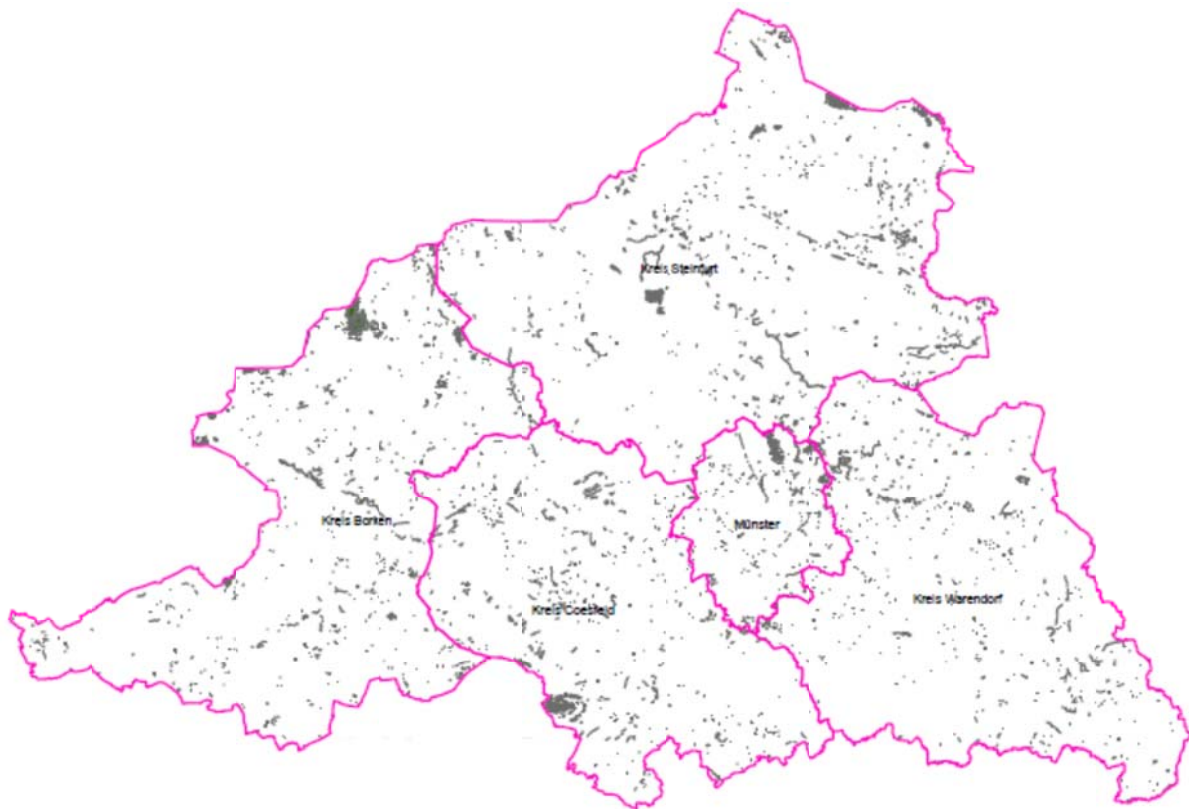 Kreis Steinfurt
Kreis Borken
Münster
Kreis Coesfeld
Kreis Warendorf